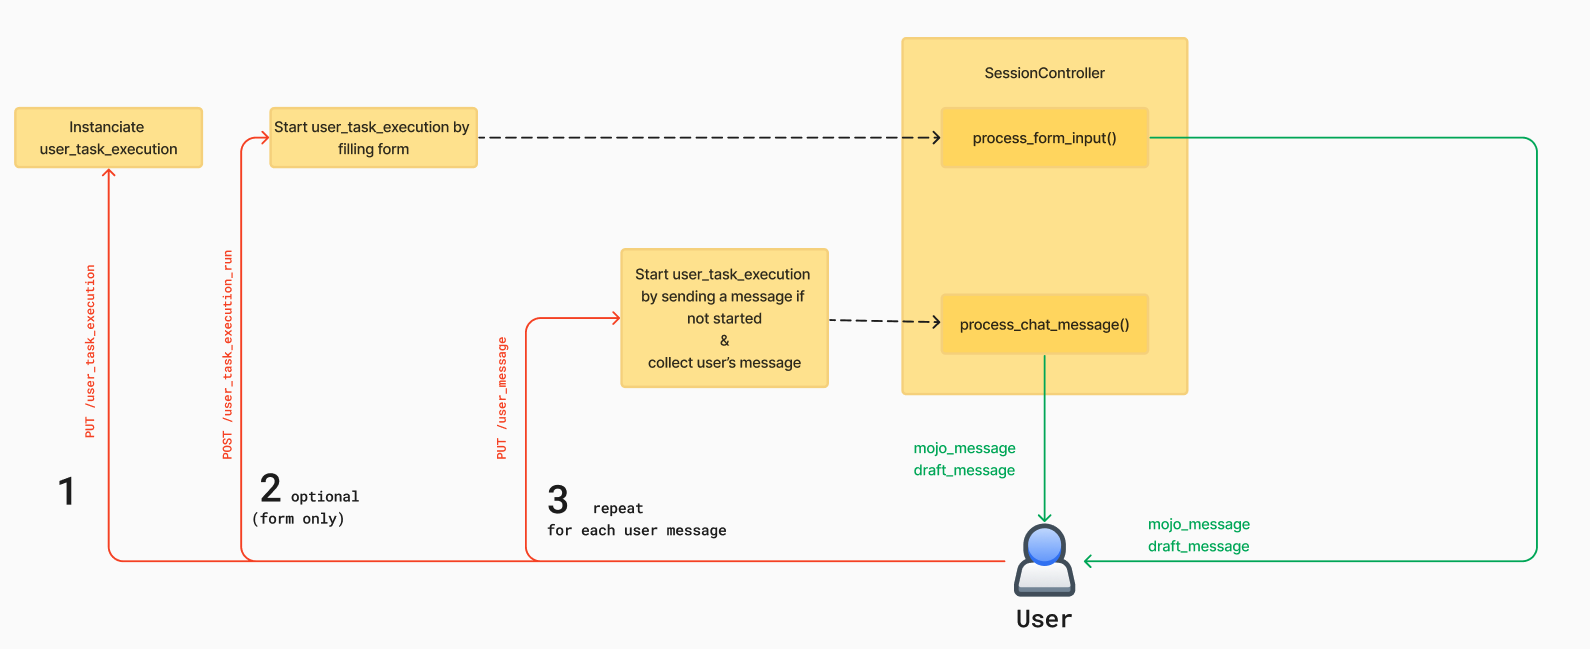 SessionController
Instanciate
user_task_execution
Start user_task_execution by
filling form
process_form_input()
Start user_task_execution
by sending a message if
not started
&
collect user’s message
process_chat_message()
PUT /user_task_execution
POST /user_task_execution_run
PUT /user_message
1
2 optional
(form only)
3 repeat
for each user message
mojo_message
draft_message
mojo_message
draft_message
User